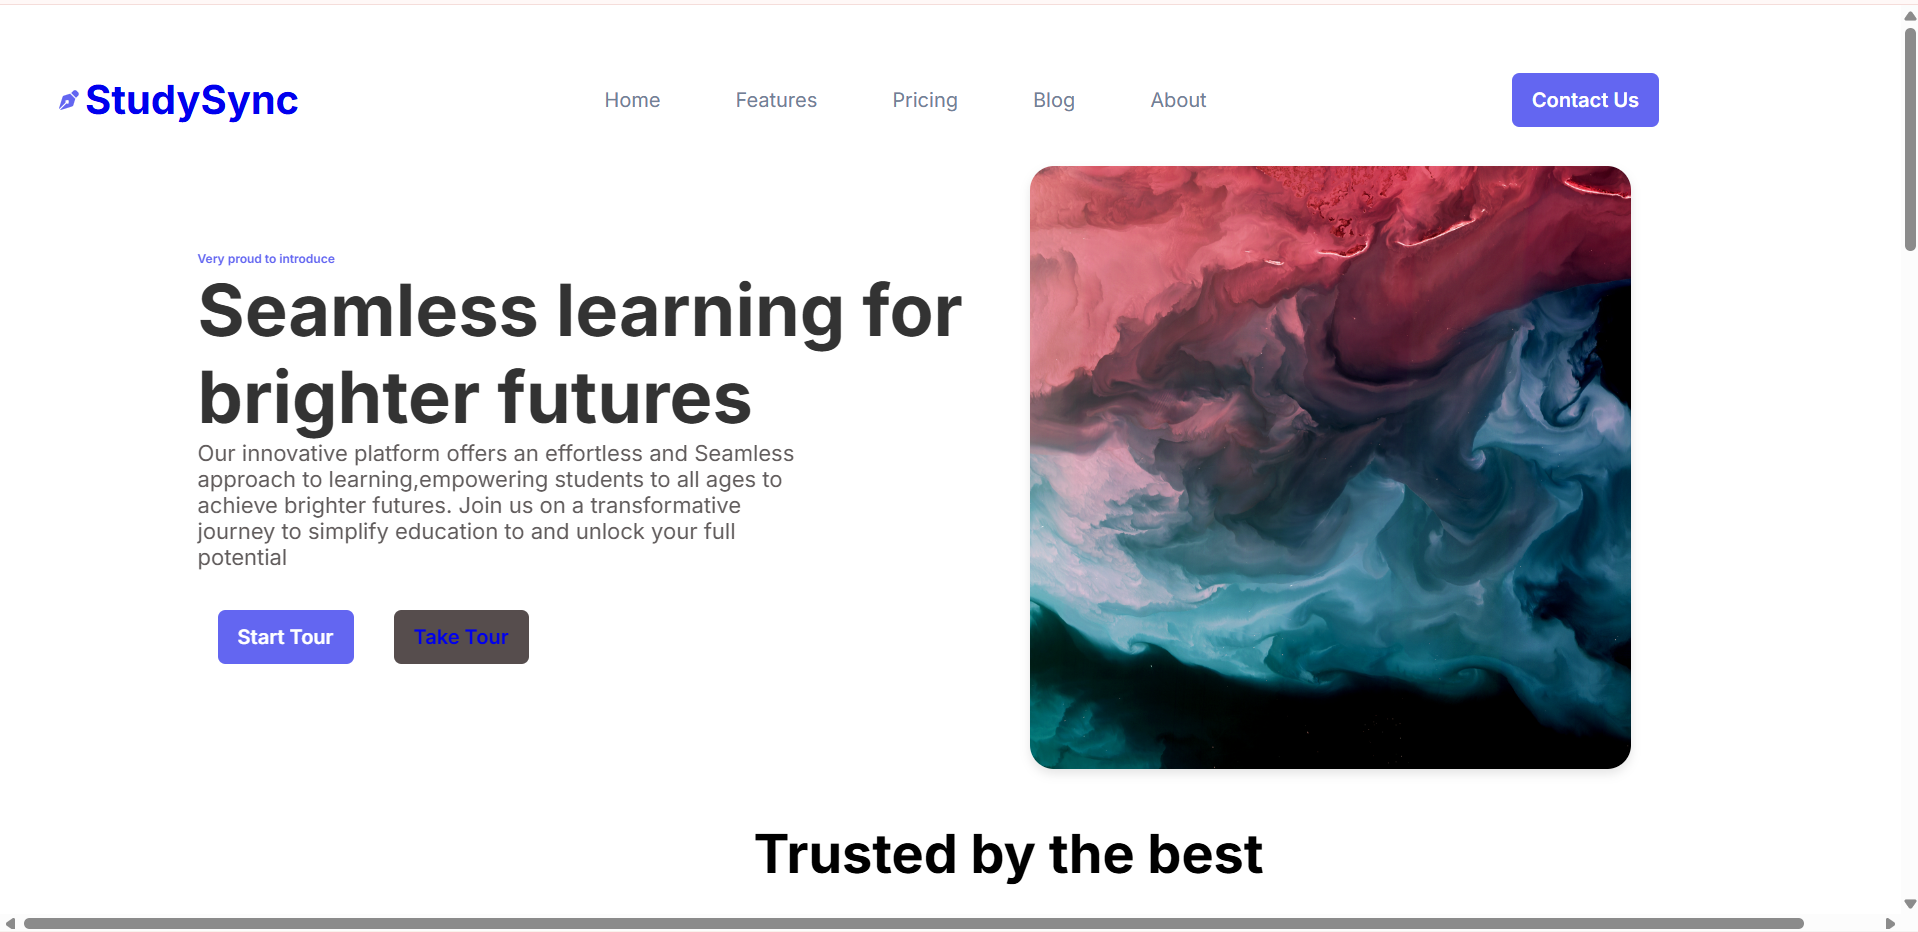 StudySync
Home
Features
Pricing
Blog
About
Contact Us
Very proud to introduce
Seamless learning for
brighter futures
Our innovative platform offers an effortless and Seamless
approach to learning,empowering students to all ages to
achieve brighter futures. Join us on a transformative
journey to simplify education to and unlock your full
potential
Start Tour
Take Tour
Trusted by the best